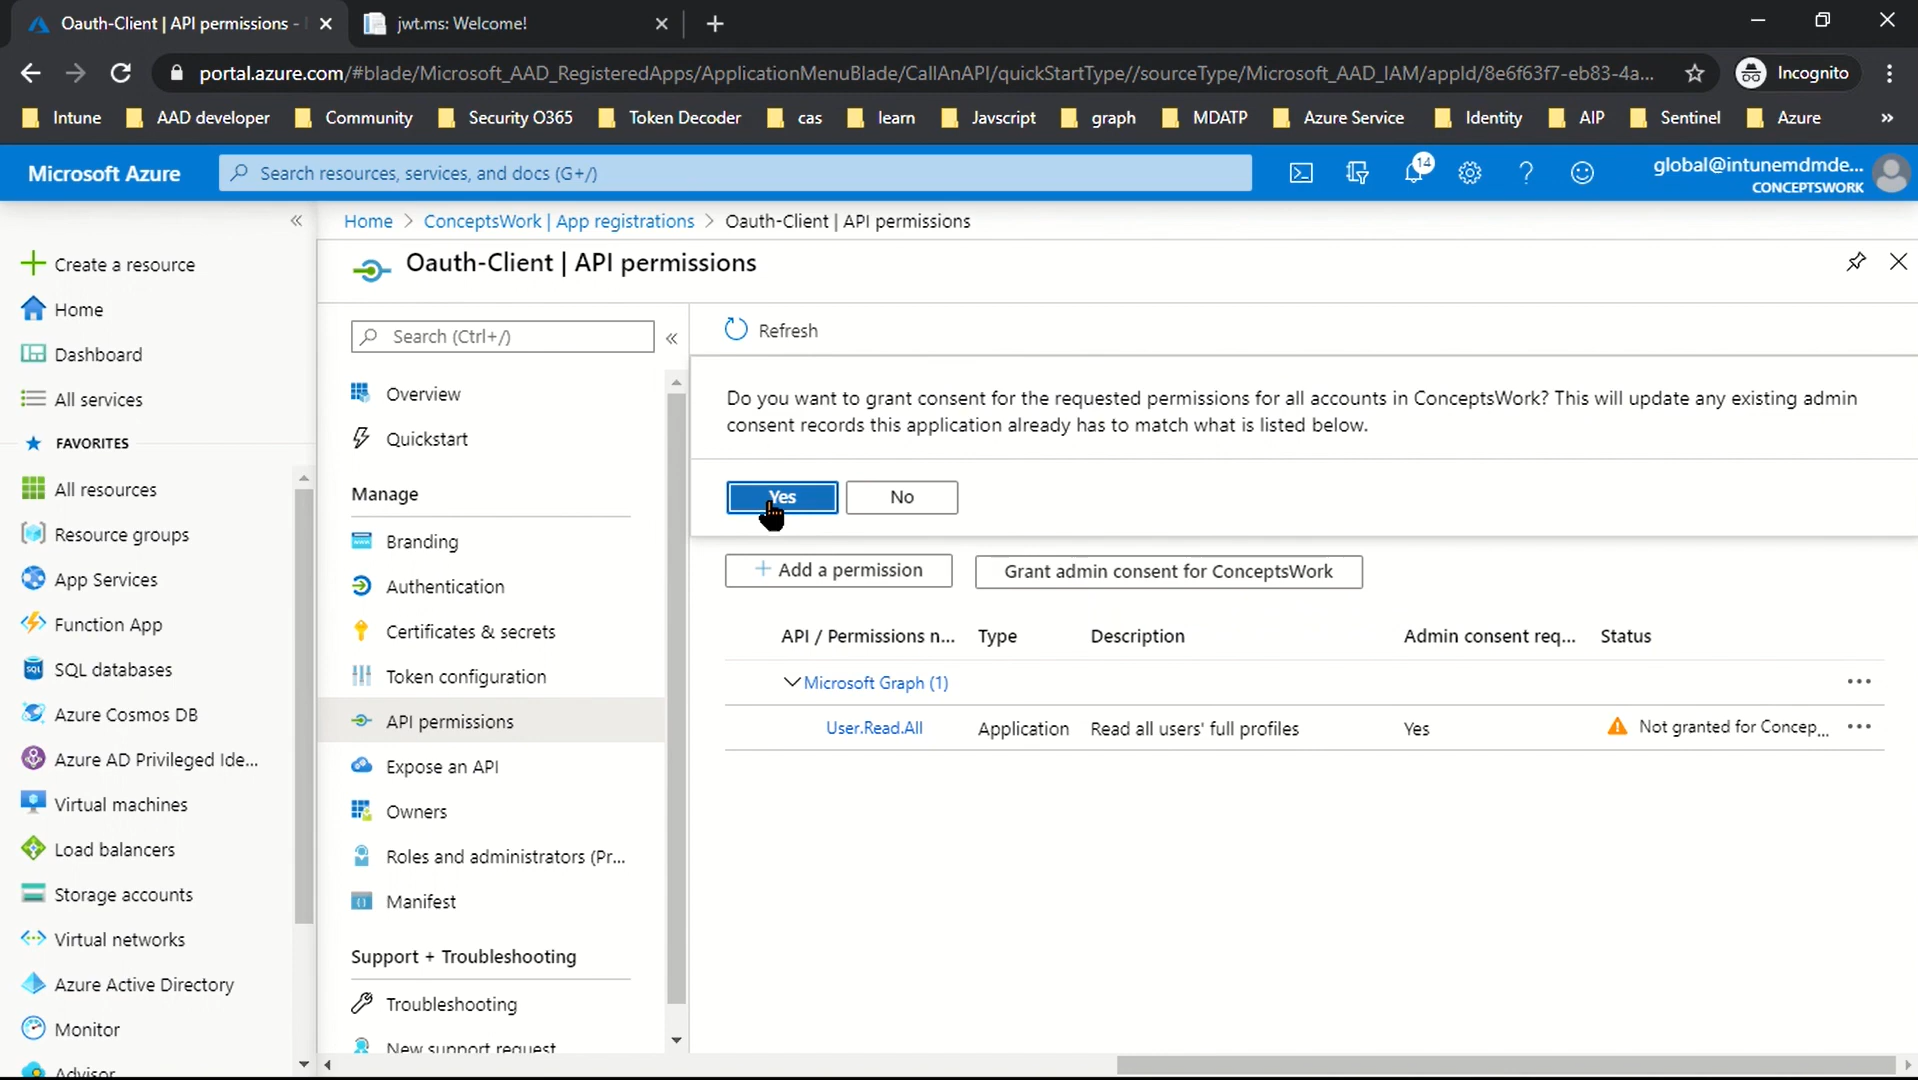 Oauth-Client | API permissions -
jwt.ms: Welcome!
portal.azure.com/#blade/Microsoft_AAD_RegisteredApps/ApplicationMenuBlade/CallAnAPI/quickStartType//sourceType/Microsoft_AAD_IAM/appId/8e6f63f7-eb83-4a...
Incognito
Intune
AAD developer
Community
Security O365
Token Decoder
cas
learn
Javscript
graph
MDATP
Azure Service
Identity
AIP
Sentinel
Azure
»
Microsoft Azure
Search resources, services, and docs (G+/)
14
global@intunemdmde...
CONCEPTSWORK
Home > ConceptsWork | App registrations > Oauth-Client | API permissions
Oauth-Client | API permissions
Create a resource
Home
Dashboard
All services
FAVORITES
All resources
Resource groups
App Services
Function App
SQL databases
Azure Cosmos DB
Azure AD Privileged Ide...
Virtual machines
Load balancers
Storage accounts
Virtual networks
Azure Active Directory
Monitor
Advisor
Search (Ctrl+/)
Overview
Quickstart
Manage
Branding
Authentication
Certificates & secrets
Token configuration
API permissions
Expose an API
Owners
Roles and administrators (Pr...
Manifest
Support + Troubleshooting
Troubleshooting
New support request
Refresh
Do you want to grant consent for the requested permissions for all accounts in ConceptsWork? This will update any existing admin
consent records this application already has to match what is listed below.
Yes
No
+ Add a permission
Grant admin consent for ConceptsWork
API / Permissions n...
Type
Description
Admin consent req...
Status
Microsoft Graph (1)
User.Read.All
Application
Read all users' full profiles
Yes
Not granted for Concep...